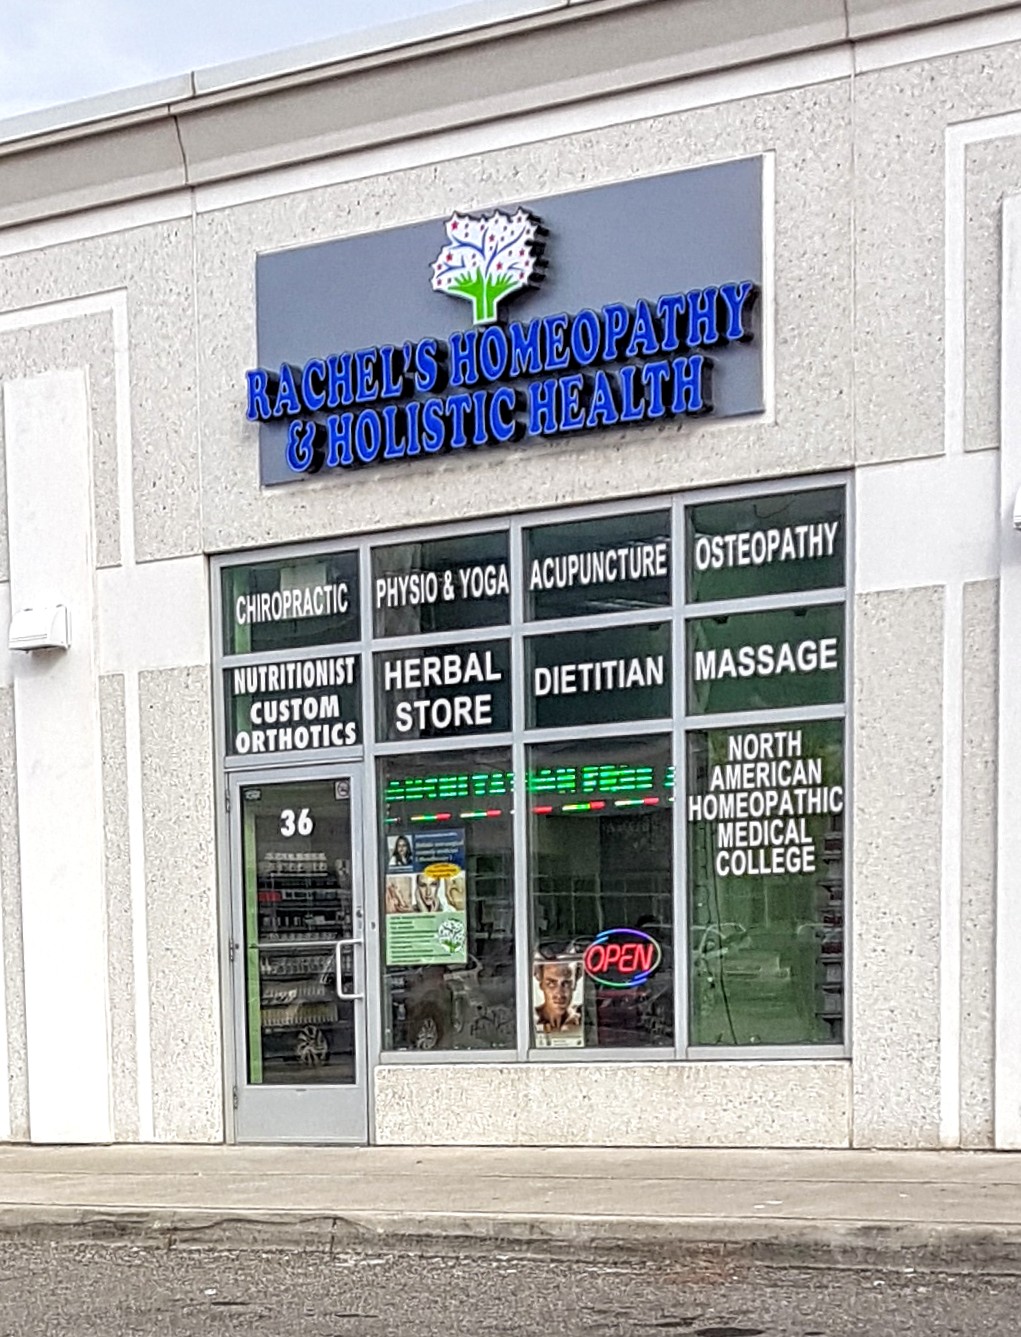 RACHEL'S HOMEOPATHY
& HOLISTIC HEALTH
CHIROPRACTIC
PHYSIO & YOGA
ACUPUNCTURE
OSTEOPATHY
NUTRITIONIST
CUSTOM
ORTHOTICS
HERBAL
STORE
DIETITIAN
MASSAGE
36
NORTH
AMERICAN
HOMEOPATHIC
MEDICAL
COLLEGE
OPEN